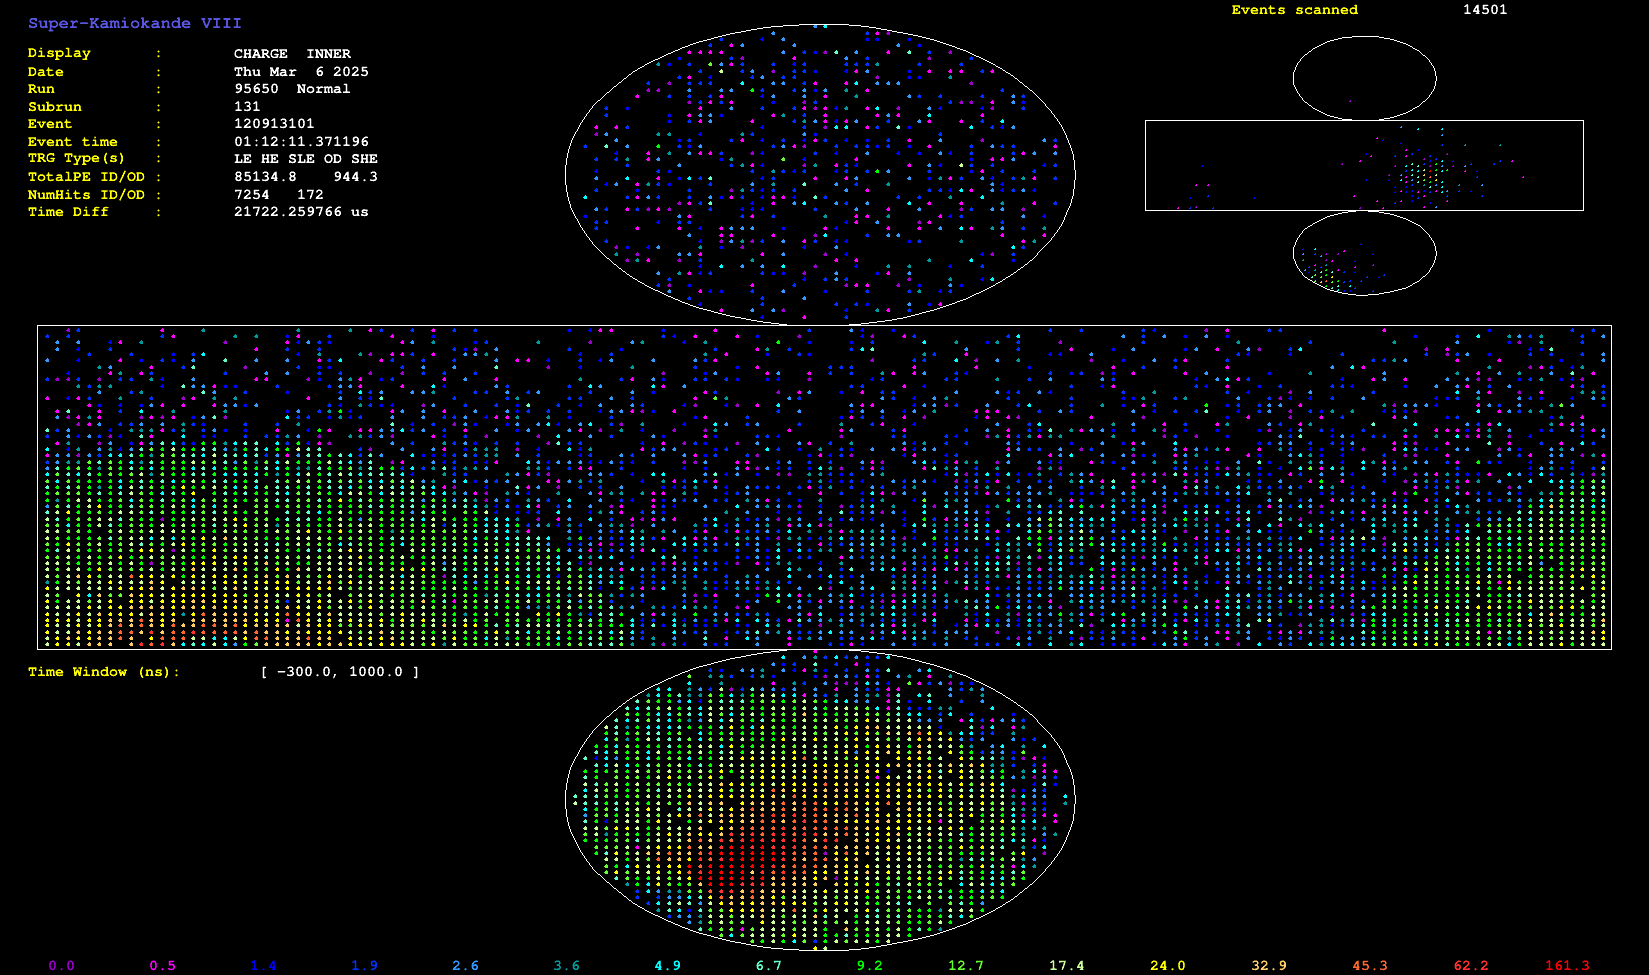 Super-Kamiokande VIII
Events scanned 14501
Display : CHARGE INNER
Date : Thu Mar 6 2025
Run : 95650 Normal
Subrun : 131
Event : 120913101
Event time : 01:12:11.371196
TRG Type(s) : LE HE SLE OD SHE
TotalPE ID/OD : 85134.8 944.3
NumHits ID/OD : 7254 172
Time Diff : 21722.259766 us
Time Window (ns): [ -300.0, 1000.0 ]
0.0 0.5 1.4 1.9 2.6 3.6 4.9 6.7 9.2 12.7 17.4 24.0 32.9 45.3 62.2 161.3